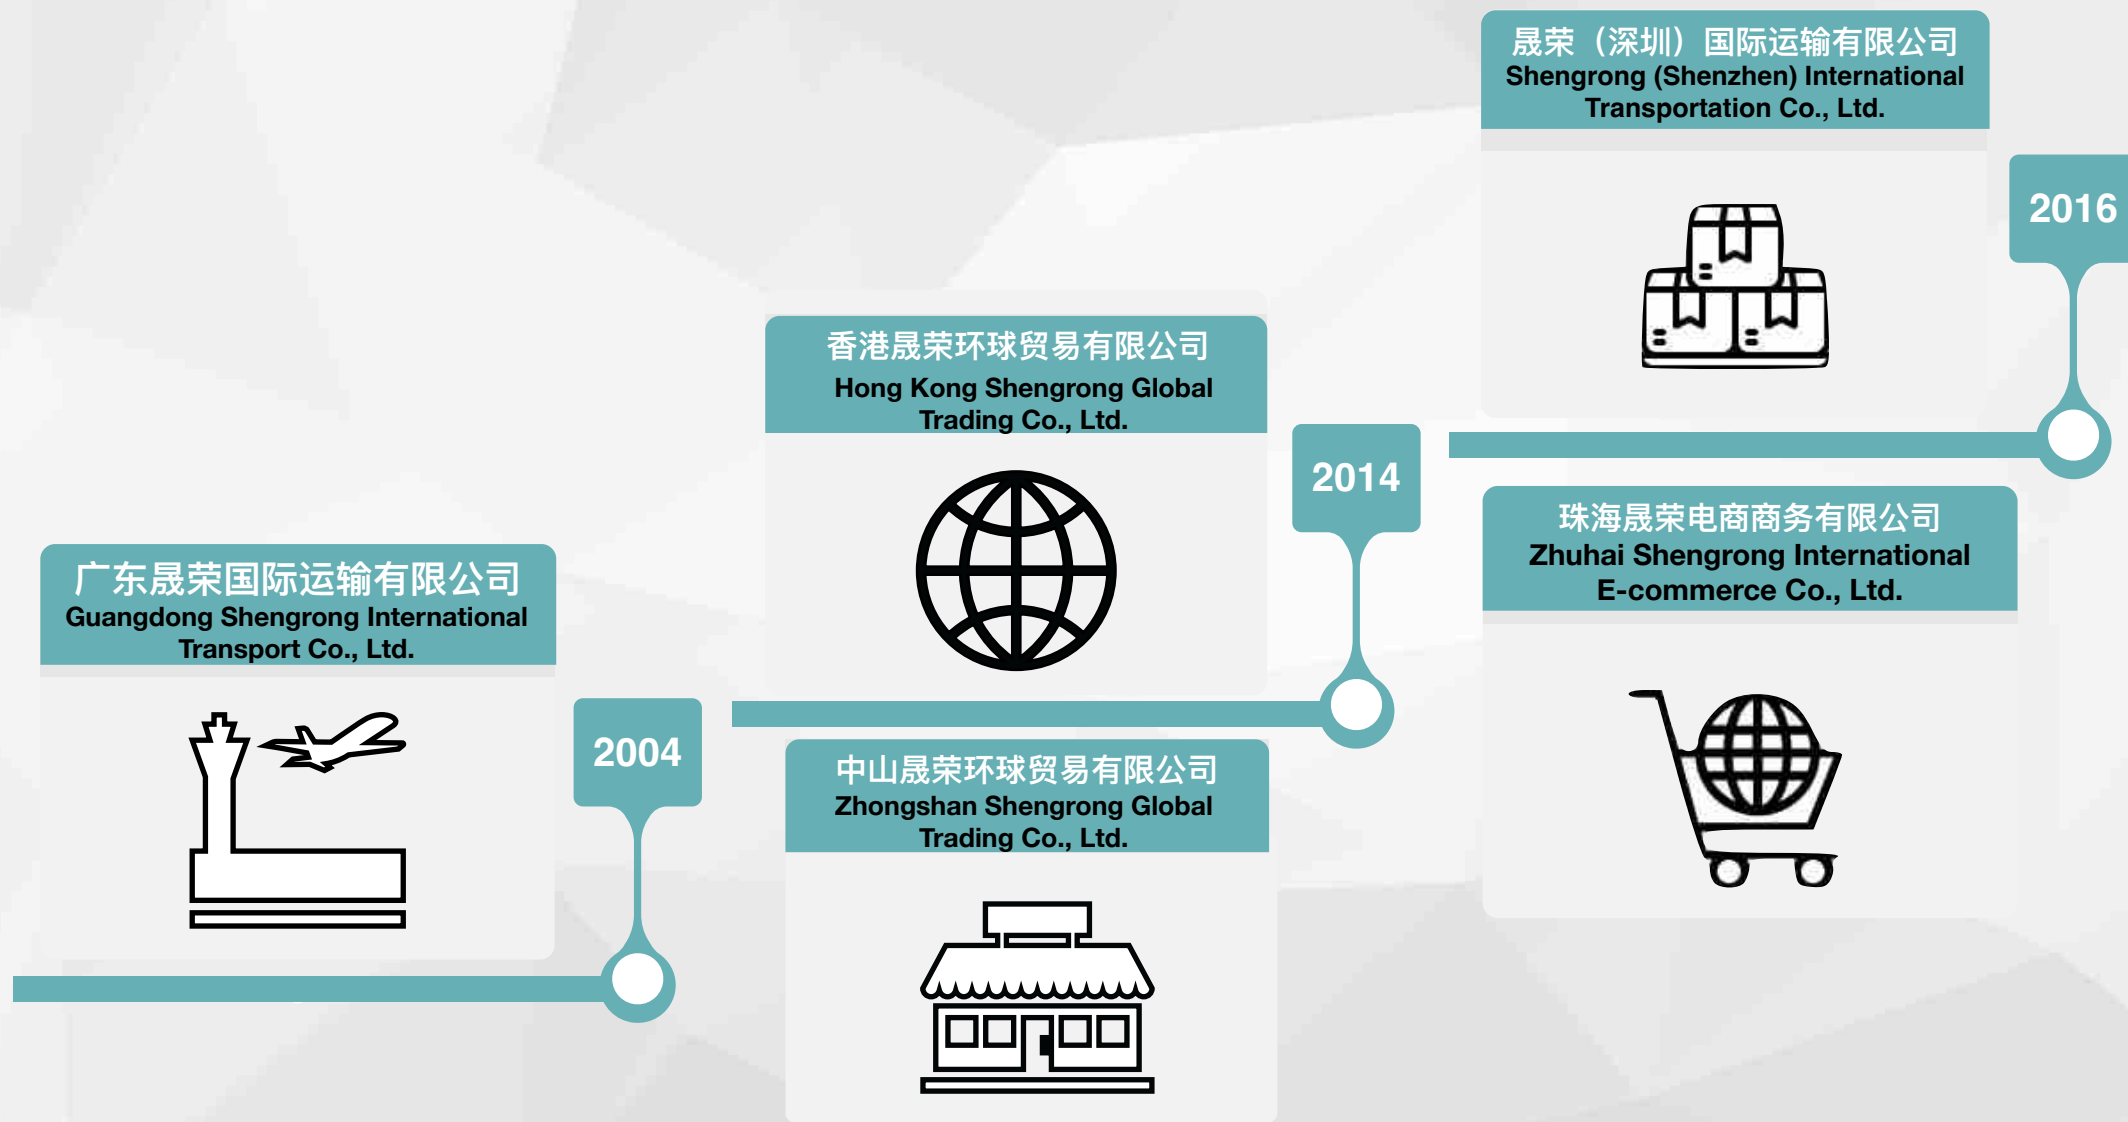 广东晟荣国际运输有限公司
Guangdong Shengrong International
Transport Co., Ltd.
2004
香港晟荣环球贸易有限公司
Hong Kong Shengrong Global
Trading Co., Ltd.
2014
中山晟荣环球贸易有限公司
Zhongshan Shengrong Global
Trading Co., Ltd.
晟荣（深圳）国际运输有限公司
Shengrong (Shenzhen) International
Transportation Co., Ltd.
2016
珠海晟荣电商商务有限公司
Zhuhai Shengrong International
E-commerce Co., Ltd.